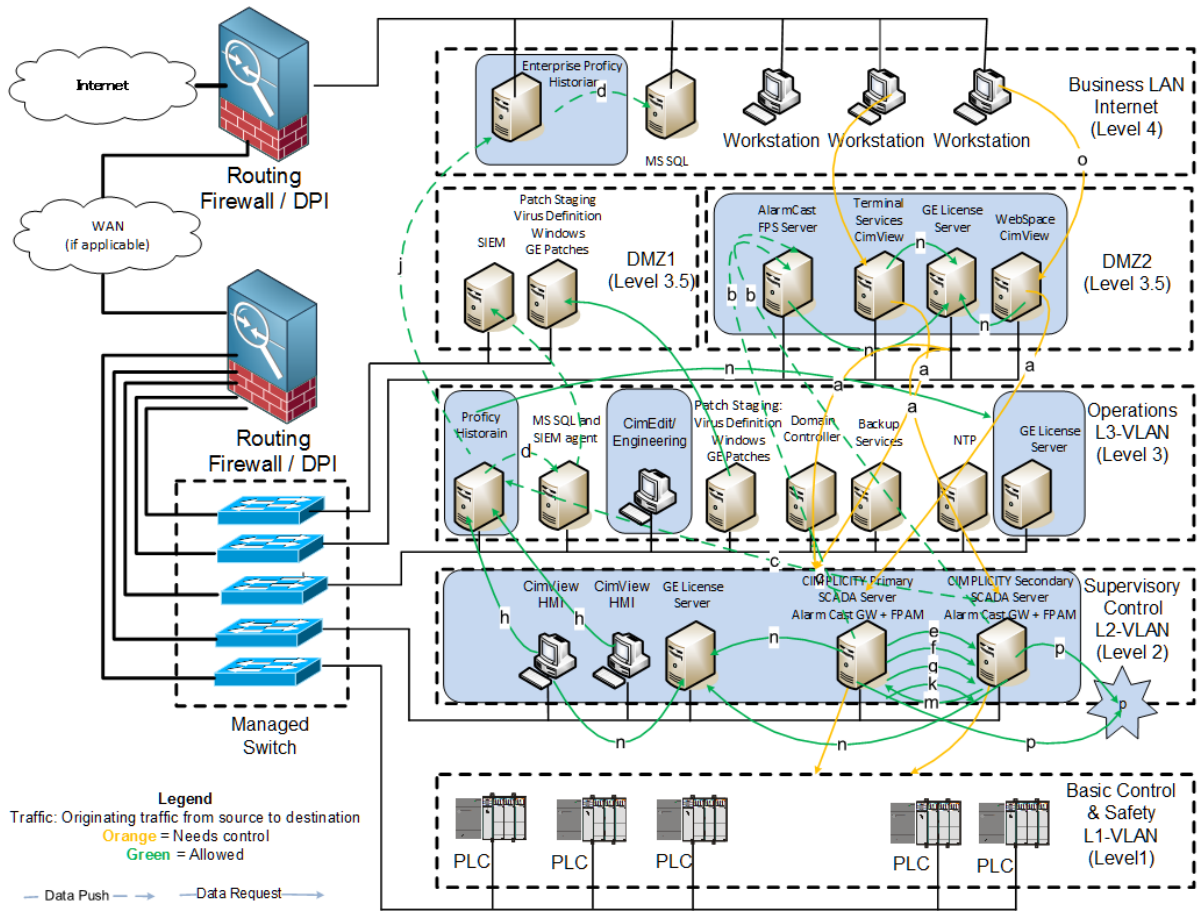 Internet
Routing
Firewall / DPI
WAN
(if applicable)
Routing
Firewall / DPI
Managed
Switch
Legend
Traffic: Originating traffic from source to destination
Orange = Needs control
Green = Allowed
Data Push
Data Request
Enterprise Proficy
Historian
d
MS SQL
Workstation
Workstation
Workstation
Business LAN
Internet
(Level 4)
o
j
SIEM
Patch Staging
Virus Definition
Windows
GE Patches
DMZ1
(Level 3.5)
AlarmCast
FPS Server
Terminal
Services
CimView
GE License
Server
WebSpace
CimView
DMZ2
(Level 3.5)
n
b
b
n
n
a
a
a
a
n
Proficy
Historain
d
MS SQL and
SIEM agent
CimEdit/
Engineering
Patch Staging:
Virus Definition
Windows
GE Patches
Domain
Controller
Backup
Services
NTP
GE License
Server
Operations
L3-VLAN
(Level 3)
c
c
CimView
HMI
CimView
HMI
GE License
Server
CIMPLICITY Primary
SCADA Server
Alarm Cast GW + FPAM
CIMPLICITY Secondary
SCADA Server
Alarm Cast GW + FPAM
Supervisory
Control
L2-VLAN
(Level 2)
h
h
n
e
f
g
k
m
p
p
n
n
p
PLC
PLC
PLC
PLC
PLC
Basic Control
& Safety
L1-VLAN
(Level1)